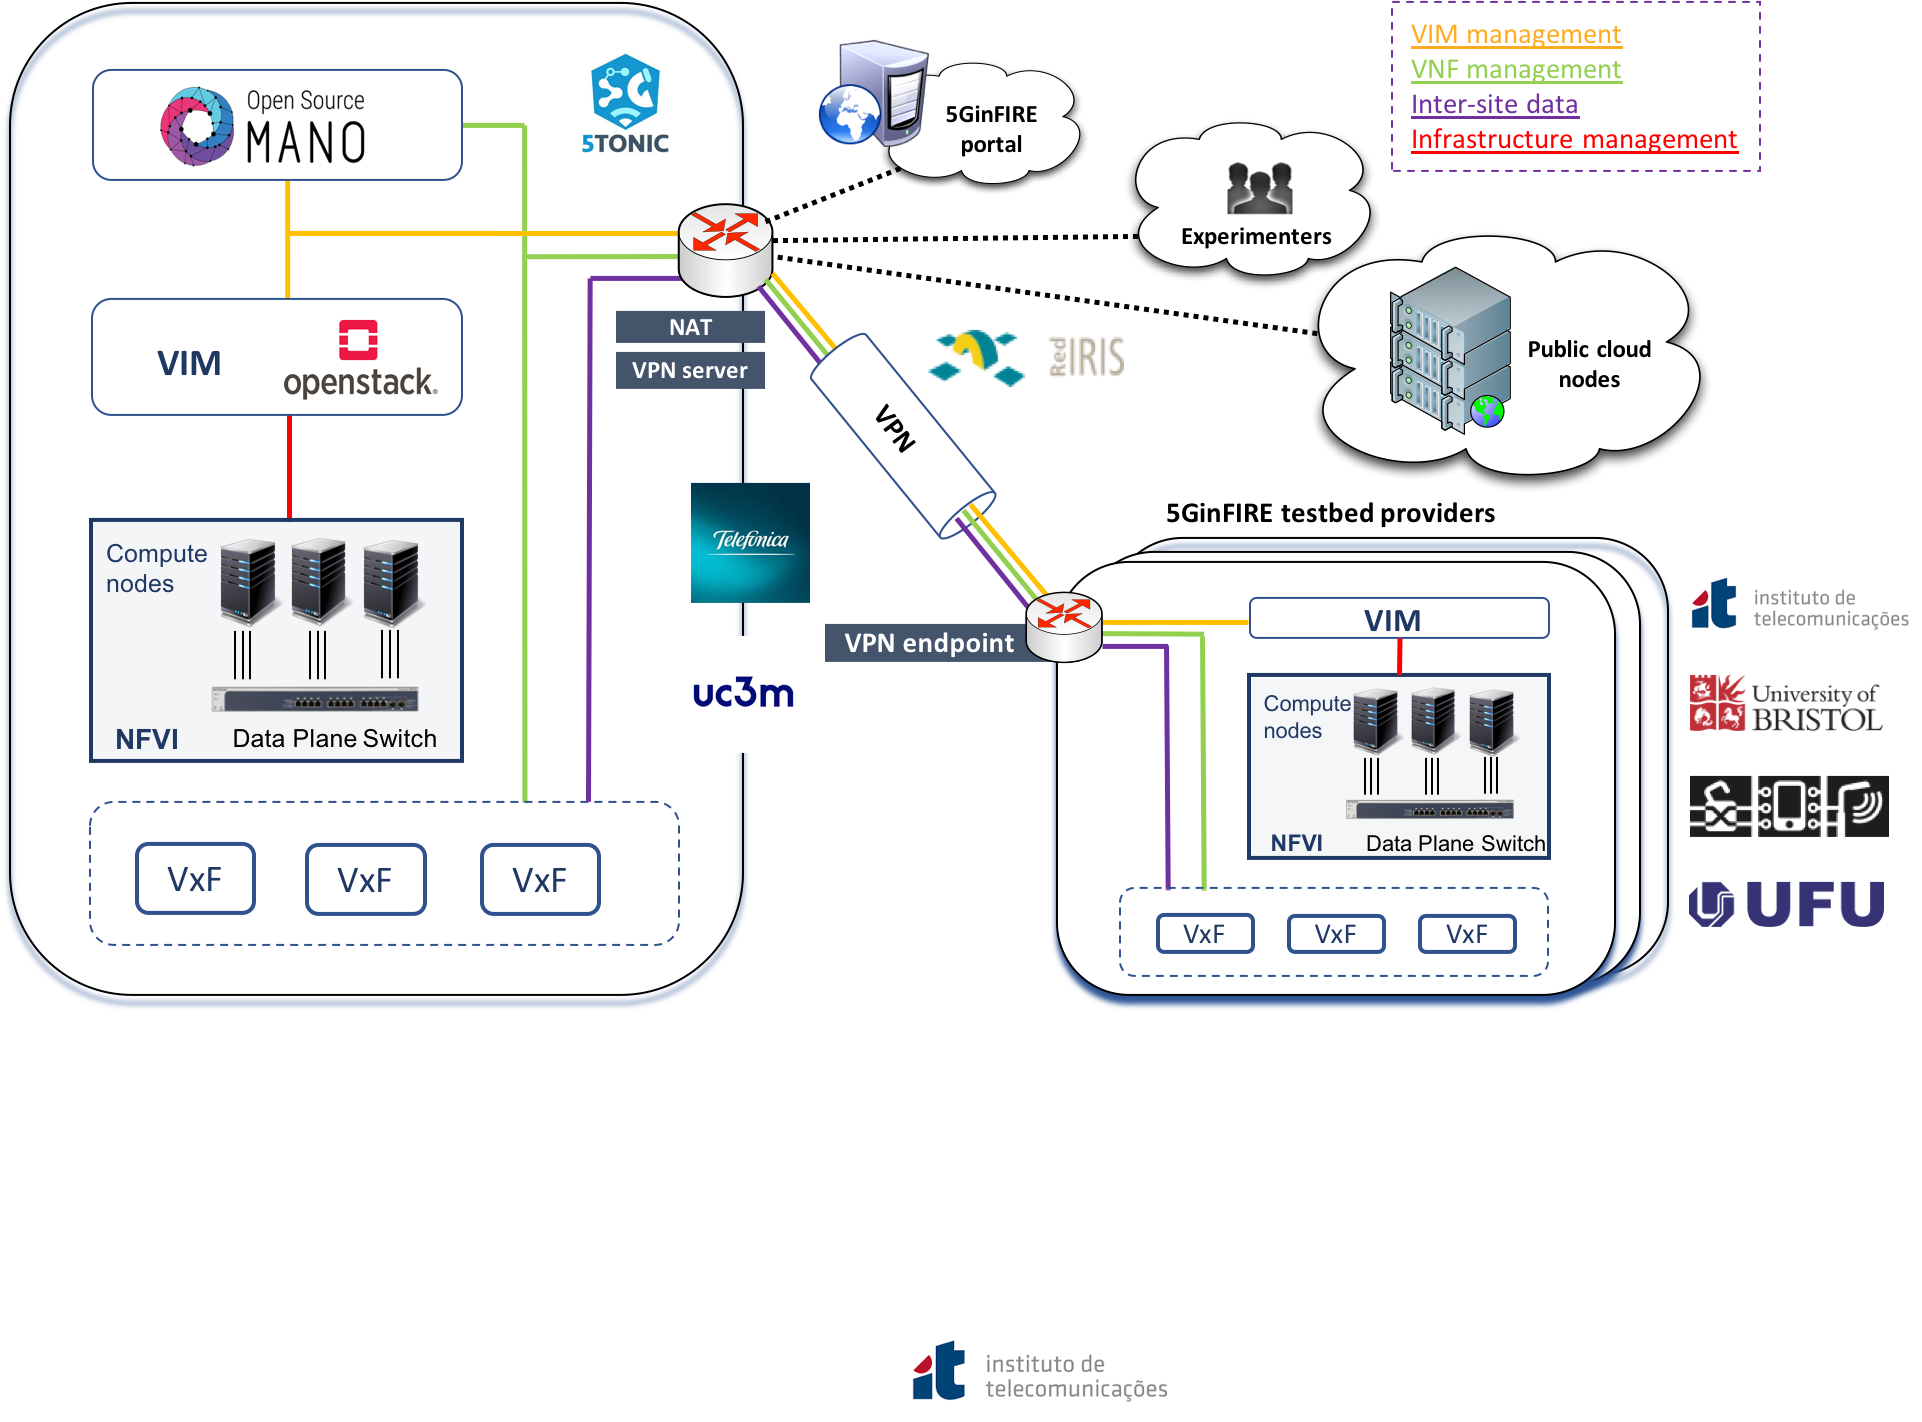 VIM management
VNF management
Inter-site data
Infrastructure management
Open Source
MANO
5TONIC
5GinFIRE
portal
Experimenters
Public cloud
nodes
VIM
openstack.
NAT
VPN server
VPN
Red
IRIS
Telefónica
uc3m
Compute
nodes
NFVI
Data Plane Switch
VxF
VxF
VxF
5GinFIRE testbed providers
VPN endpoint
VIM
Compute
nodes
NFVI
Data Plane Switch
VxF
VxF
VxF
it
instituto de
telecomunicações
University of
BRISTOL
UFU
it
instituto de
telecomunicações